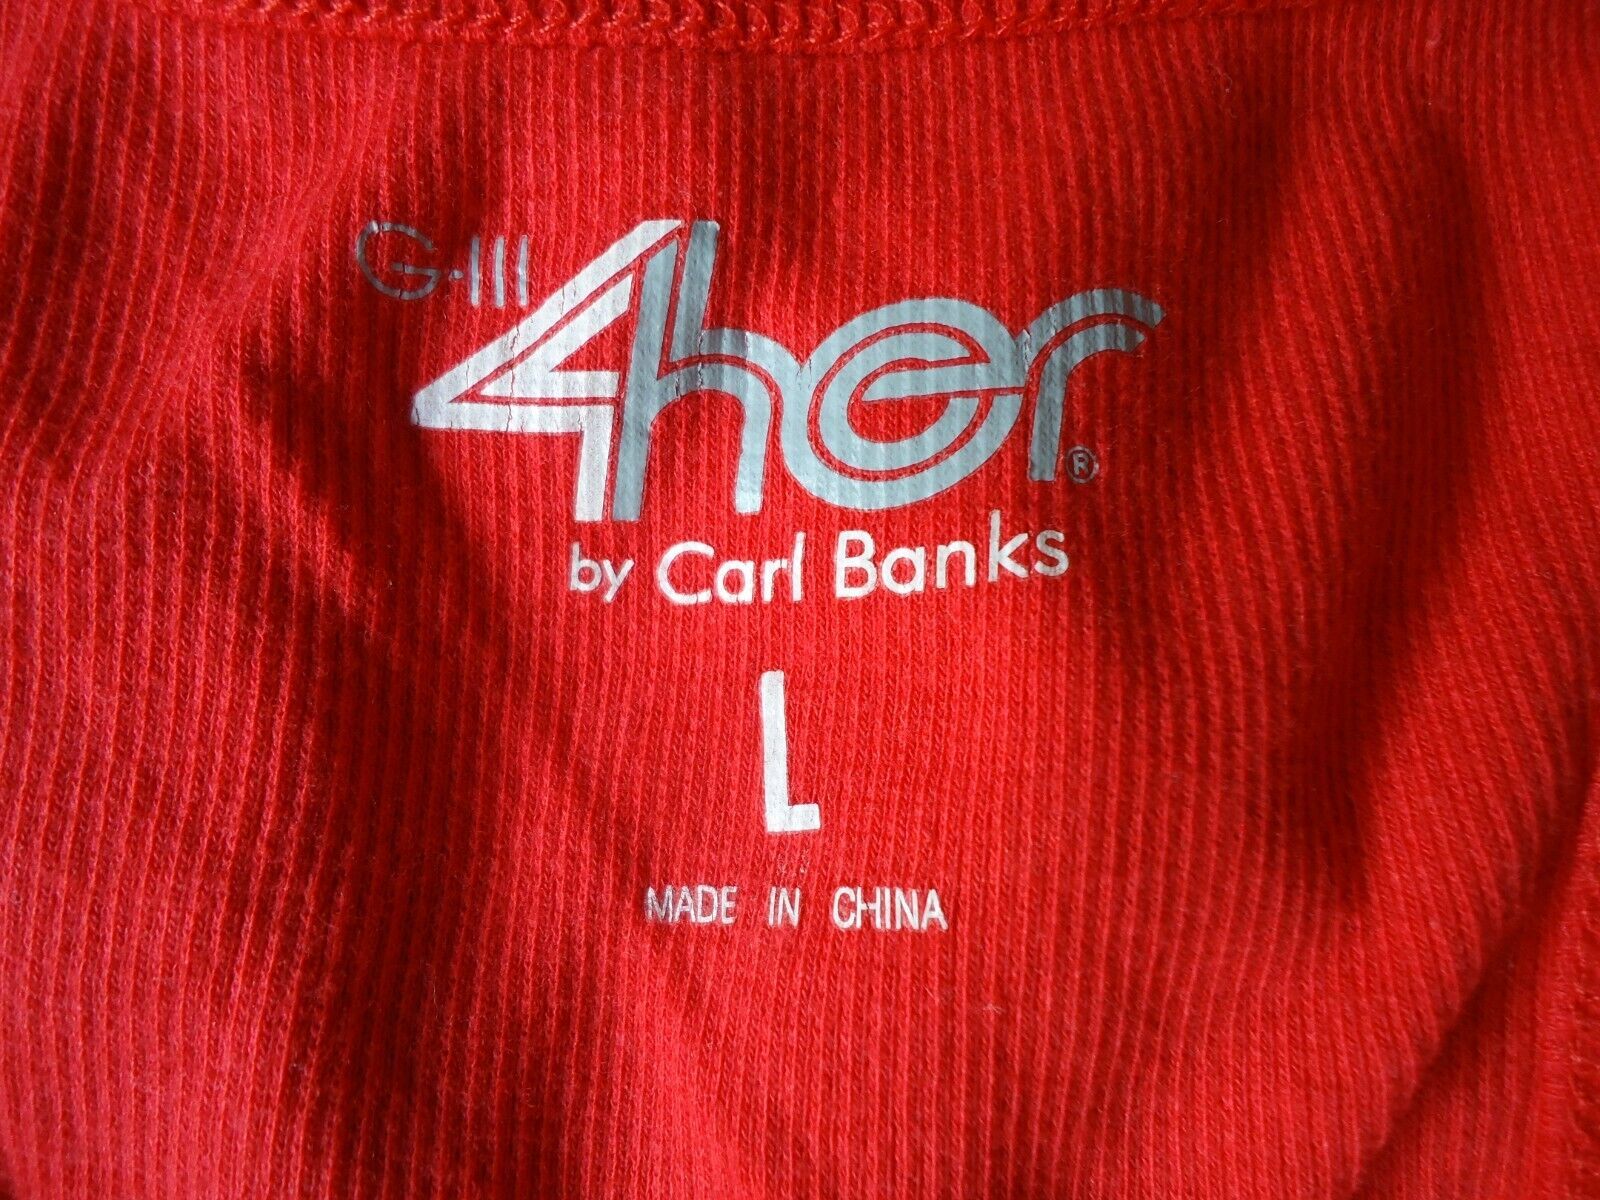 G-III 4her®
by Carl Banks
L
MADE IN CHINA